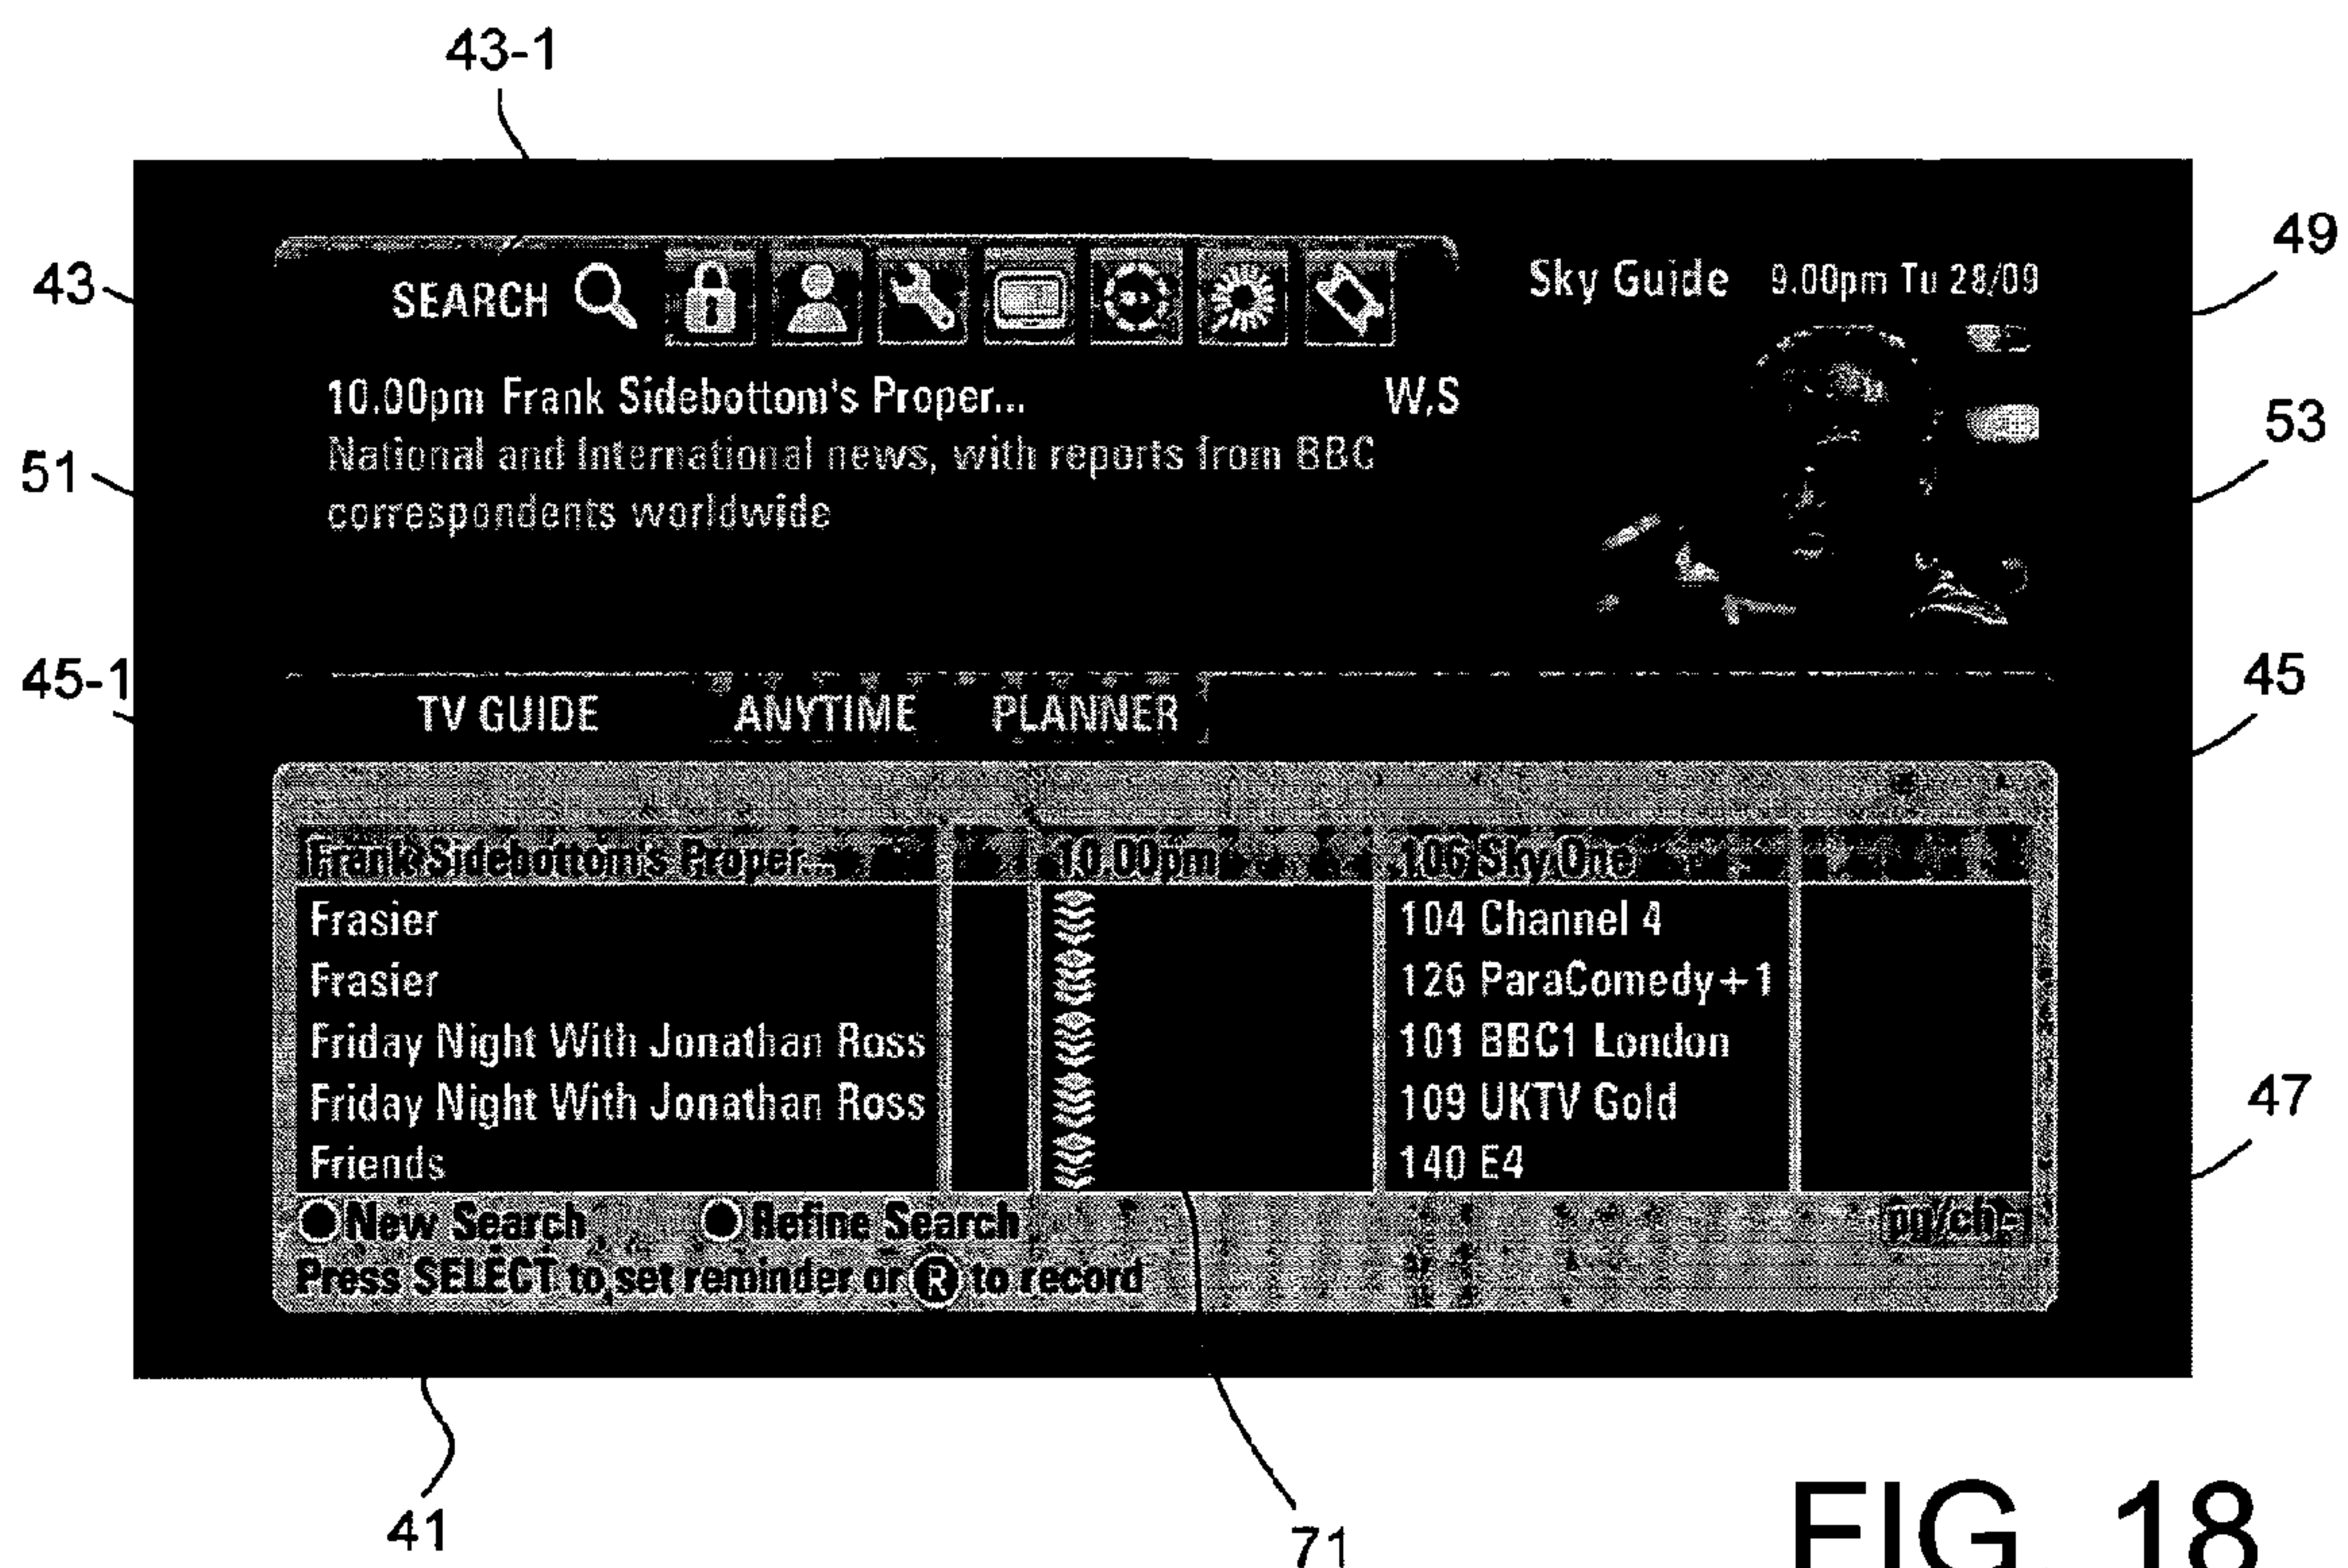 43-1
43
49
SEARCH
Sky Guide 9.00pm Tu 28/09
10.00pm Frank Sidebottom's Proper... W,S
53
National and International news, with reports from BBC
51
correspondents worldwide
45-1
45
TV GUIDE ANYTIME PLANNER
Frank Sidebottom's Proper... 10.00pm 106 Sky One
Frasier 104 Channel 4
Frasier 126 ParaComedy+1
Friday Night With Jonathan Ross 101 BBC1 London
Friday Night With Jonathan Ross 109 UKTV Gold
47
Friends 140 E4
New Search Refine Search pg/ch-
Press SELECT to set reminder or R to record
41
71
FIG. 18